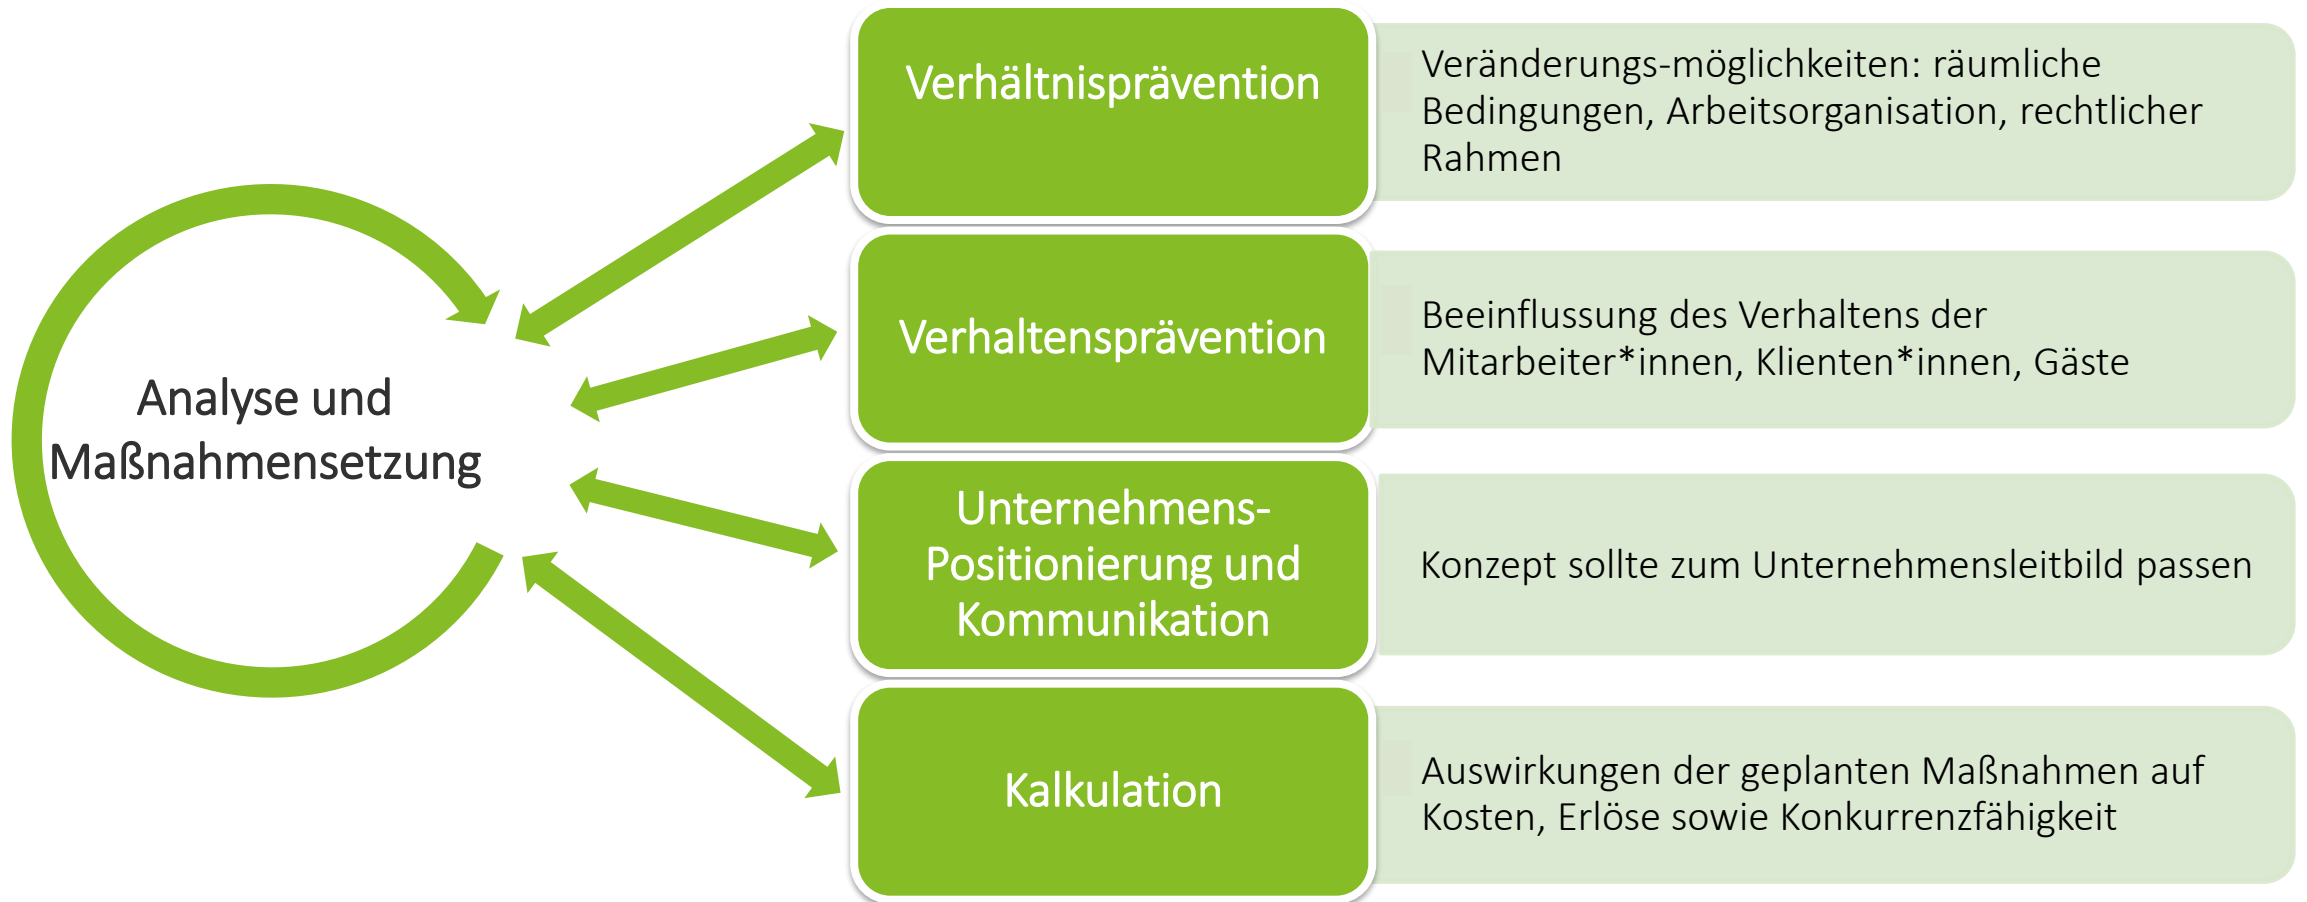 Analyse und
Maßnahmensetzung
Verhältnisprävention
Veränderungs-möglichkeiten: räumliche
Bedingungen, Arbeitsorganisation, rechtlicher
Rahmen
Verhaltensprävention
Beeinflussung des Verhaltens der
Mitarbeiter*innen, Klienten*innen, Gäste
Unternehmens-
Positionierung und
Kommunikation
Konzept sollte zum Unternehmensleitbild passen
Kalkulation
Auswirkungen der geplanten Maßnahmen auf
Kosten, Erlöse sowie Konkurrenzfähigkeit